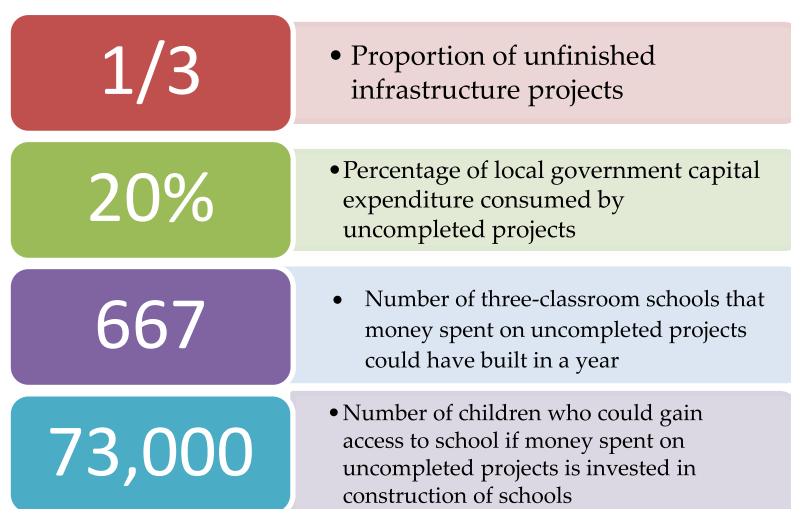 1/3
• Proportion of unfinished
infrastructure projects
20%
•Percentage of local government capital
expenditure consumed by
uncompleted projects
667
• Number of three-classroom schools that
money spent on uncompleted projects
could have built in a year
73,000
•Number of children who could gain
access to school if money spent on
uncompleted projects is invested in
construction of schools